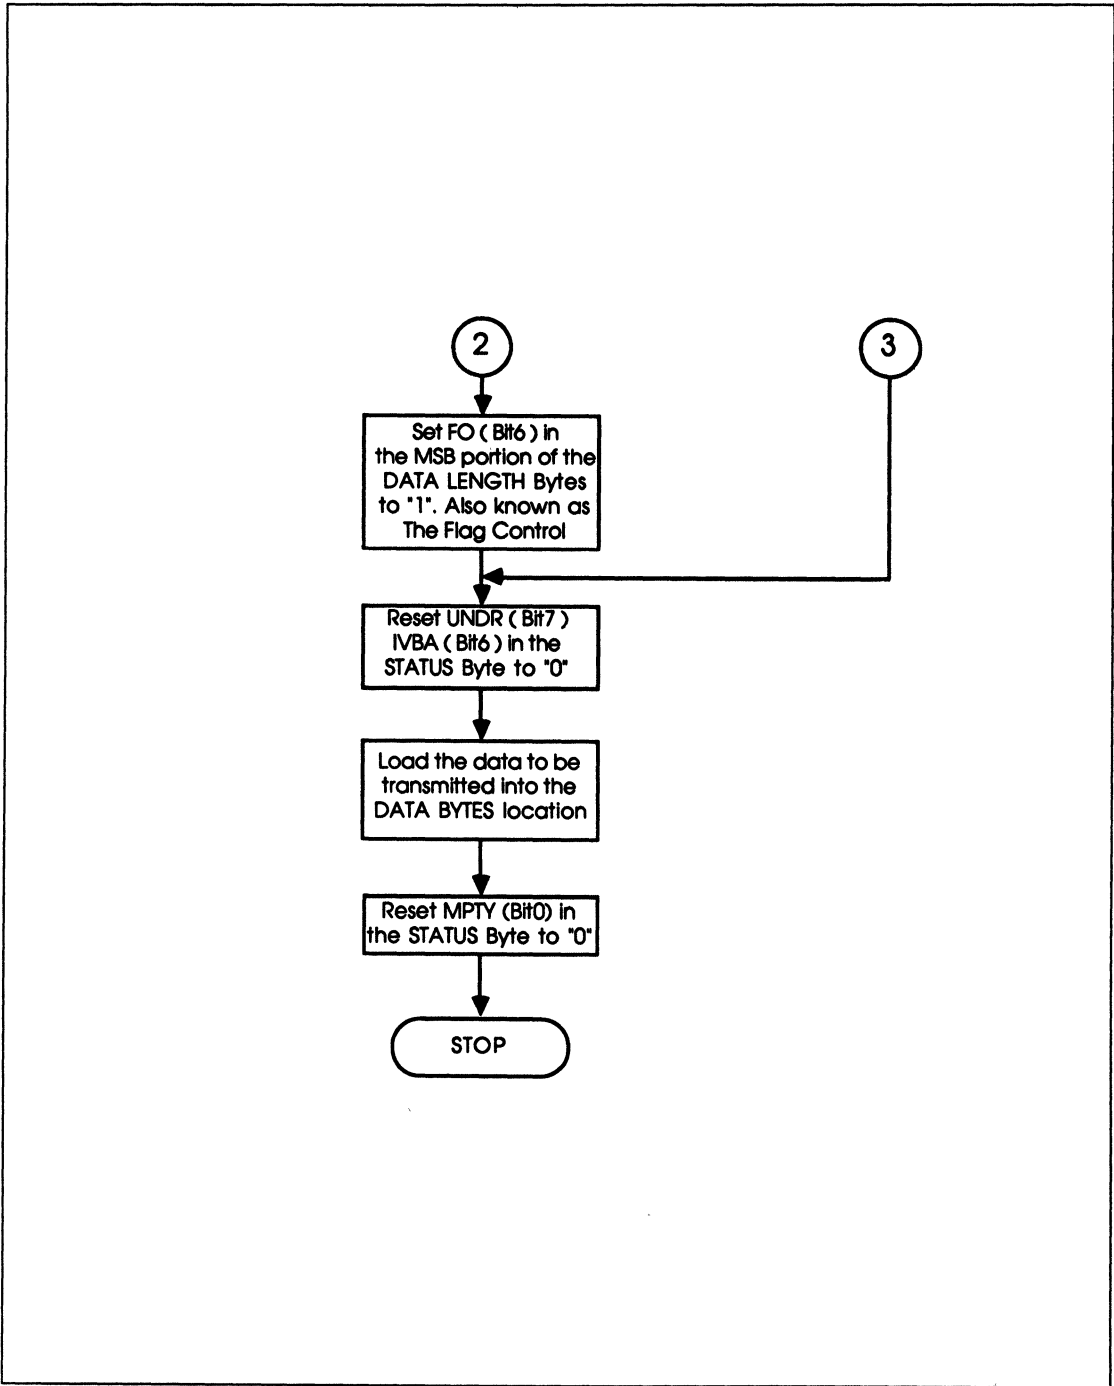 2
3
Set FO ( Bit6 ) in
the MSB portion of the
DATA LENGTH Bytes
to "1". Also known as
The Flag Control
Reset UNDR ( Bit7 )
IVBA ( Bit6 ) in the
STATUS Byte to "0"
Load the data to be
transmitted into the
DATA BYTES location
Reset MPTY (Bit0) in
the STATUS Byte to "0"
STOP